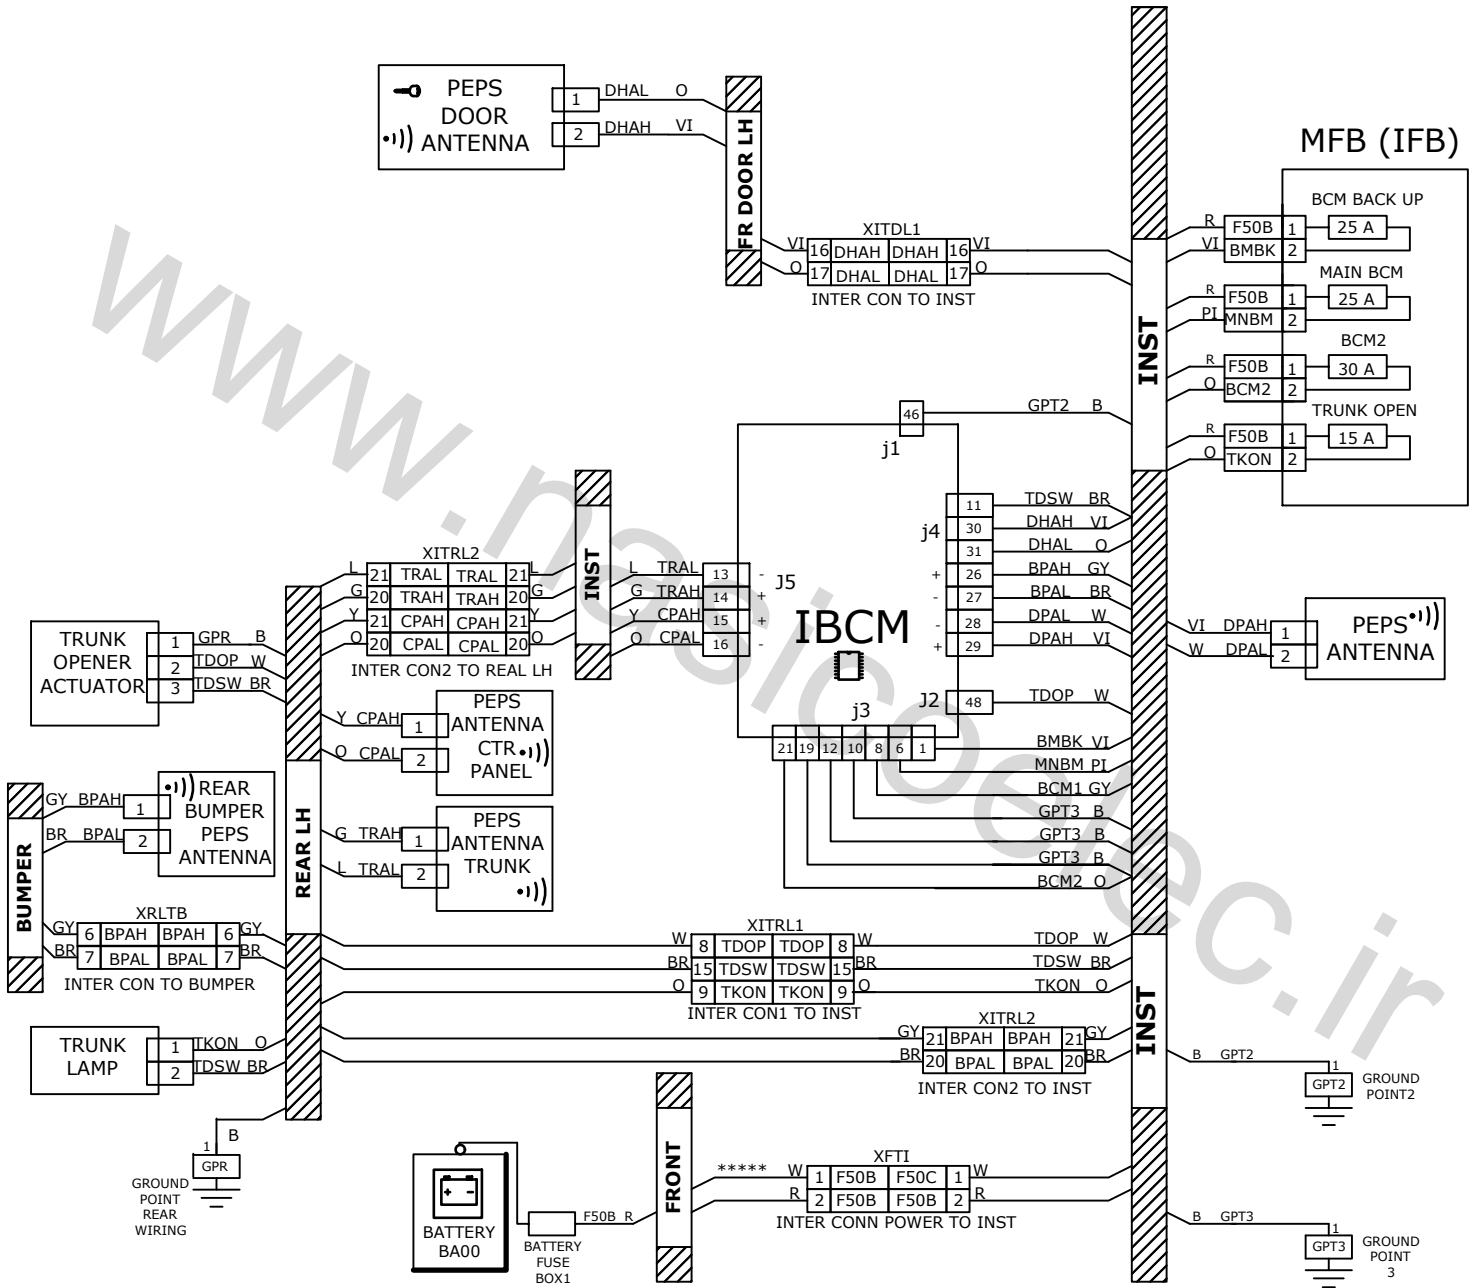 PEPS
DOOR
ANTENNA
1 DHAL O
2 DHAH VI
FR DOOR LH
XITDL1
VI 16 DHAH DHAH 16 VI
O 17 DHAL DHAL 17 O
INTER CON TO INST
INST
MFB (IFB)
BCM BACK UP
R F50B 1 25 A
VI BMBK 2
MAIN BCM
R F50B 1 25 A
PI MNBM 2
BCM2
R F50B 1 30 A
O BCM2 2
TRUNK OPEN
R F50B 1 15 A
O TKON 2
46 GPT2 B
j1
IBCM
j4
11 TDSW BR
30 DHAH VI
31 DHAL O
+ 26 BPAH GY
- 27 BPAL BR
- 28 DPAL W
+ 29 DPAH VI
J2 48 TDOP W
j3
21 19 12 10 8 6 1
BMBK VI
MNBM PI
BCM1 GY
GPT3 B
GPT3 B
GPT3 B
BCM2 O
J5
L TRAL 13 -
G TRAH 14 +
Y CPAH 15 +
O CPAL 16 -
INST
XITRL2
L 21 TRAL TRAL 21 L
G 20 TRAH TRAH 20 G
Y 21 CPAH CPAH 21 Y
O 20 CPAL CPAL 20 O
INTER CON2 TO REAL LH
VI DPAH 1
W DPAL 2
PEPS
ANTENNA
TRUNK
OPENER
ACTUATOR
1 GPR B
2 TDOP W
3 TDSW BR
Y CPAH 1
O CPAL 2
PEPS
ANTENNA
CTR
PANEL
GY BPAH 1
BR BPAL 2
REAR
BUMPER
PEPS
ANTENNA
G TRAH 1
L TRAL 2
PEPS
ANTENNA
TRUNK
BUMPER
REAR LH
XRLTB
GY 6 BPAH BPAH 6 GY
BR 7 BPAL BPAL 7 BR
INTER CON TO BUMPER
XITRL1
W 8 TDOP TDOP 8 W TDOP W
BR 15 TDSW TDSW 15 BR TDSW BR
O 9 TKON TKON 9 O TKON O
INTER CON1 TO INST
XITRL2
GY 21 BPAH BPAH 21 GY
BR 20 BPAL BPAL 20 BR
INTER CON2 TO INST
INST
TRUNK
LAMP
1 TKON O
2 TDSW BR
B
1
GPR
GROUND
POINT
REAR
WIRING
B GPT2 1
GPT2
GROUND
POINT2
FRONT
XFTI
***** W 1 F50B F50C 1 W
R 2 F50B F50B 2 R
INTER CONN POWER TO INST
+ -
BATTERY
BA00
F50B R
BATTERY
FUSE
BOX1
B GPT3 1
GPT3
GROUND
POINT
3
www.nasicoelec.ir